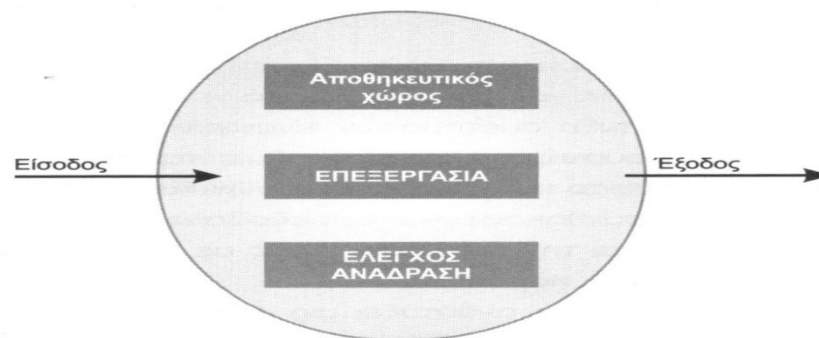 Αποθηκευτικός
χώρος
Είσοδος
ΕΠΕΞΕΡΓΑΣΙΑ
Έξοδος
ΕΛΕΓΧΟΣ
ΑΝΑΔΡΑΣΗ